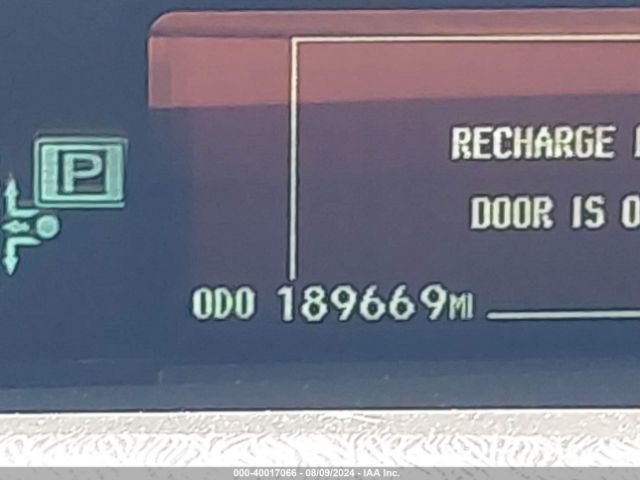 RECHARGE
P
DOOR IS
ODO 189669MI
000-40017066 - 08/09/2024 - IAA Inc.